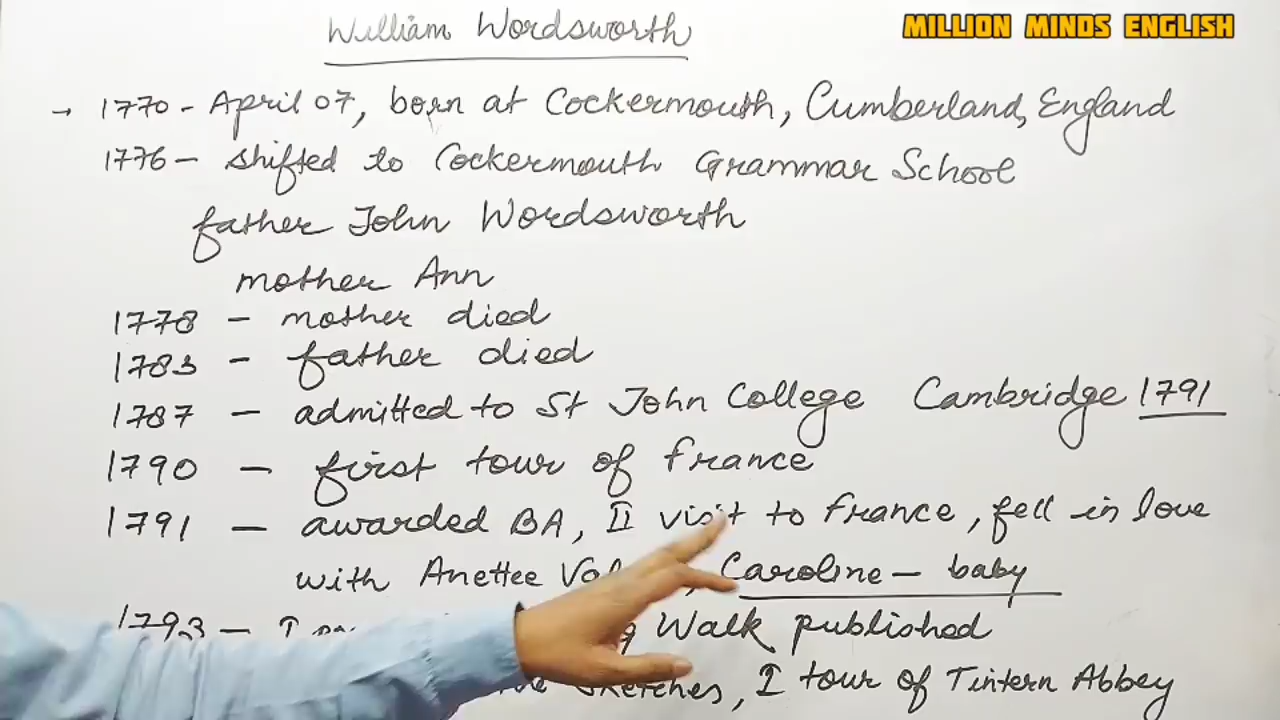 William Wordsworth
MILLION MINDS ENGLISH
→ 1770 - April 07, born at Cockermouth, Cumberland, England
1776 - shifted to Cockermouth Grammar School
father John Wordsworth
mother Ann
1778 - mother died
1783 - father died
1787 - admitted to St John College Cambridge 1791
1790 - first tour of France
1791 - awarded BA, II visit to France, fell in love
with Anettee Caroline - baby
1793 - I Walk published
Sketches, I tour of Tintern Abbey